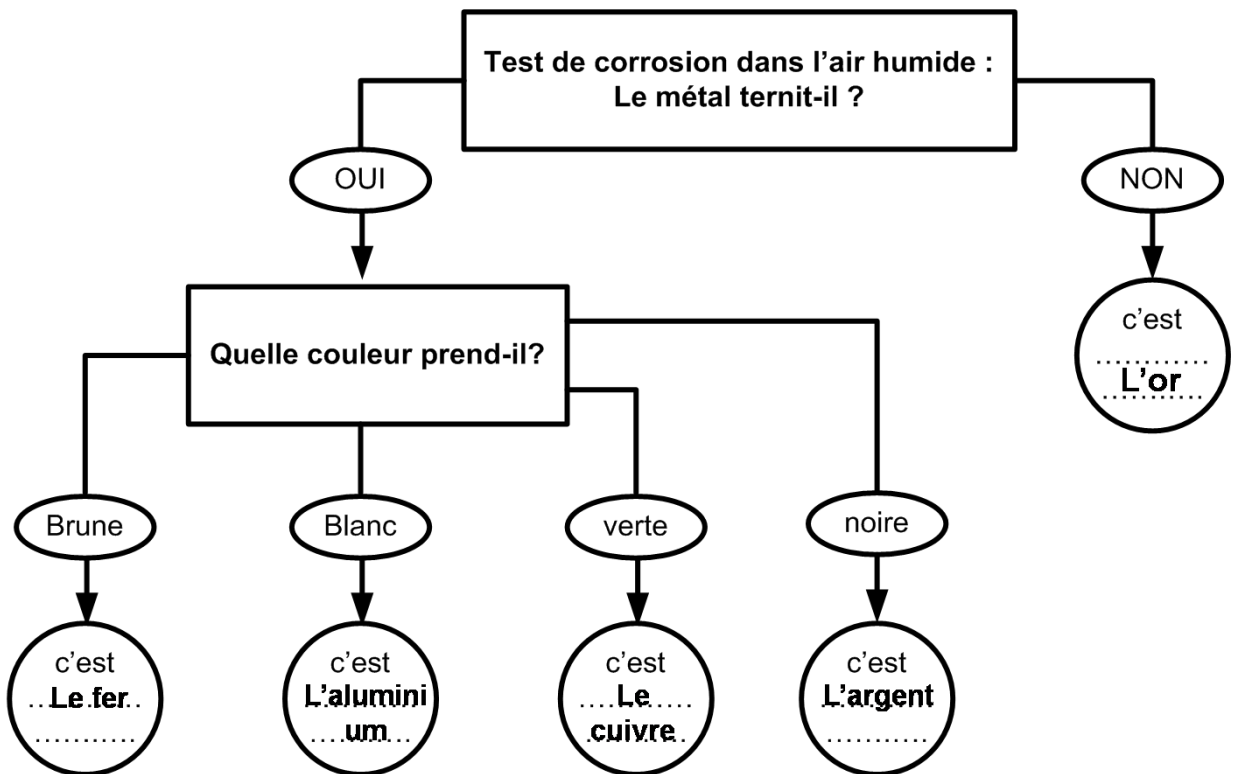 Test de corrosion dans l'air humide :
Le métal ternit-il ?
OUI
NON
c'est
............
L'or
............
Quelle couleur prend-il?
Brune
Blanc
verte
noire
c'est
Le fer
............
c'est
L'alumini
um
c'est
Le
cuivre
c'est
L'argent
............